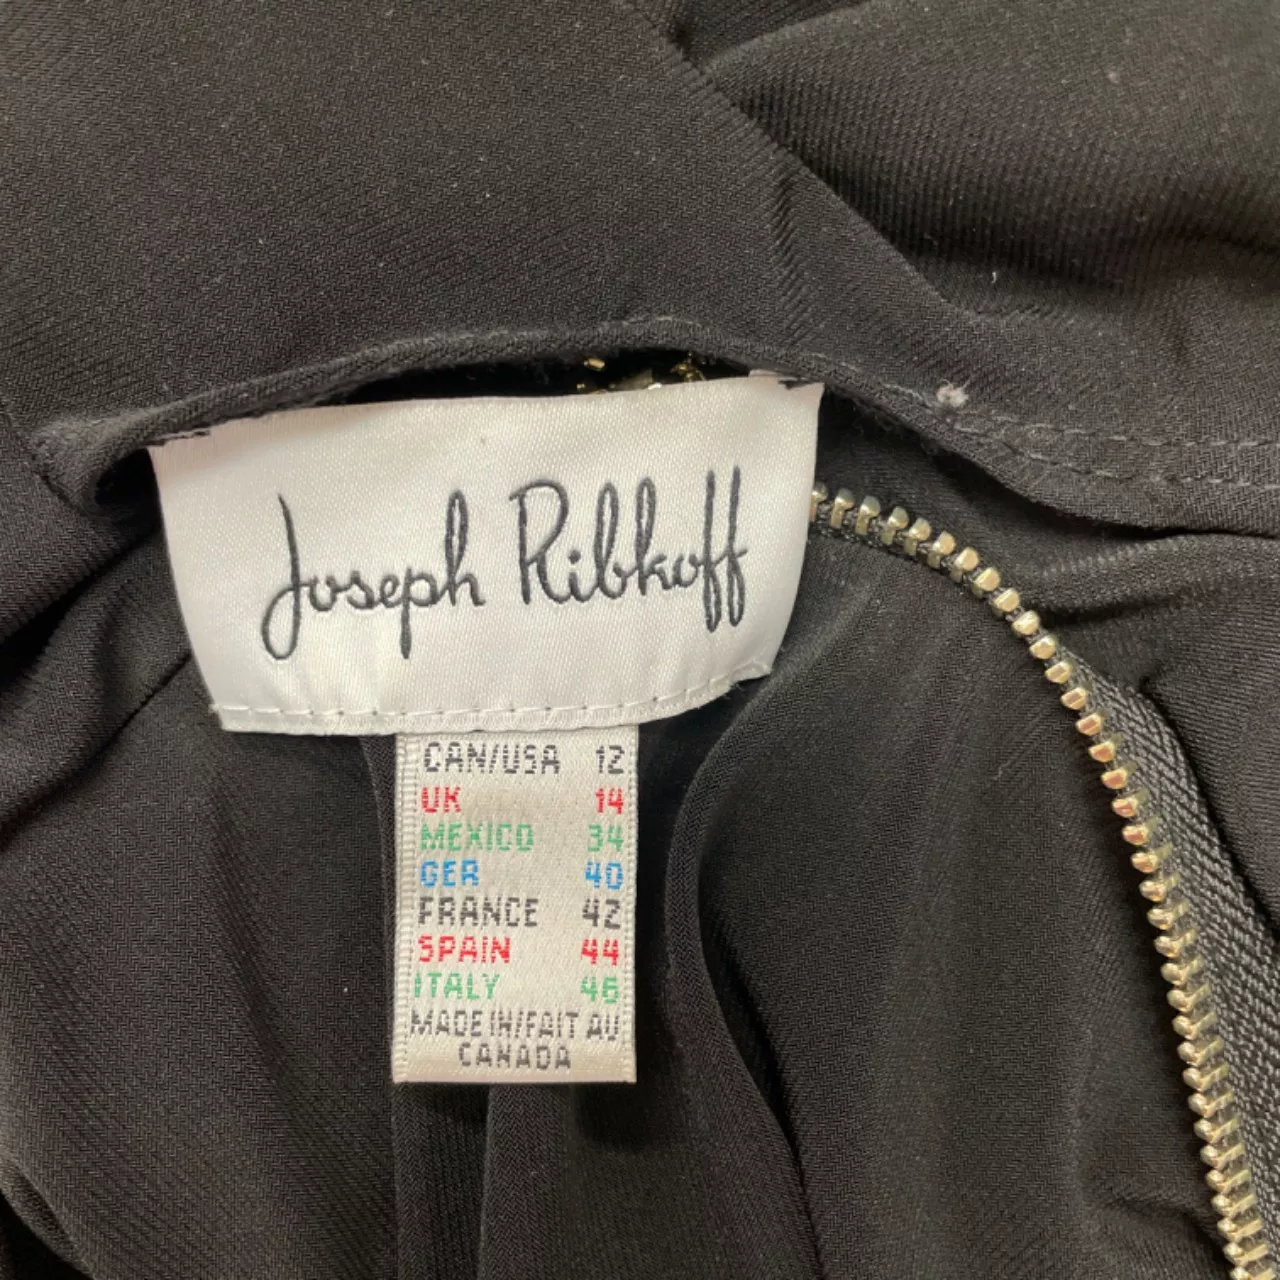 Joseph Ribkoff
CAN/USA 12
UK 14
MEXICO 34
GER 40
FRANCE 42
SPAIN 44
ITALY 46
MADE IN/FAIT AU
CANADA